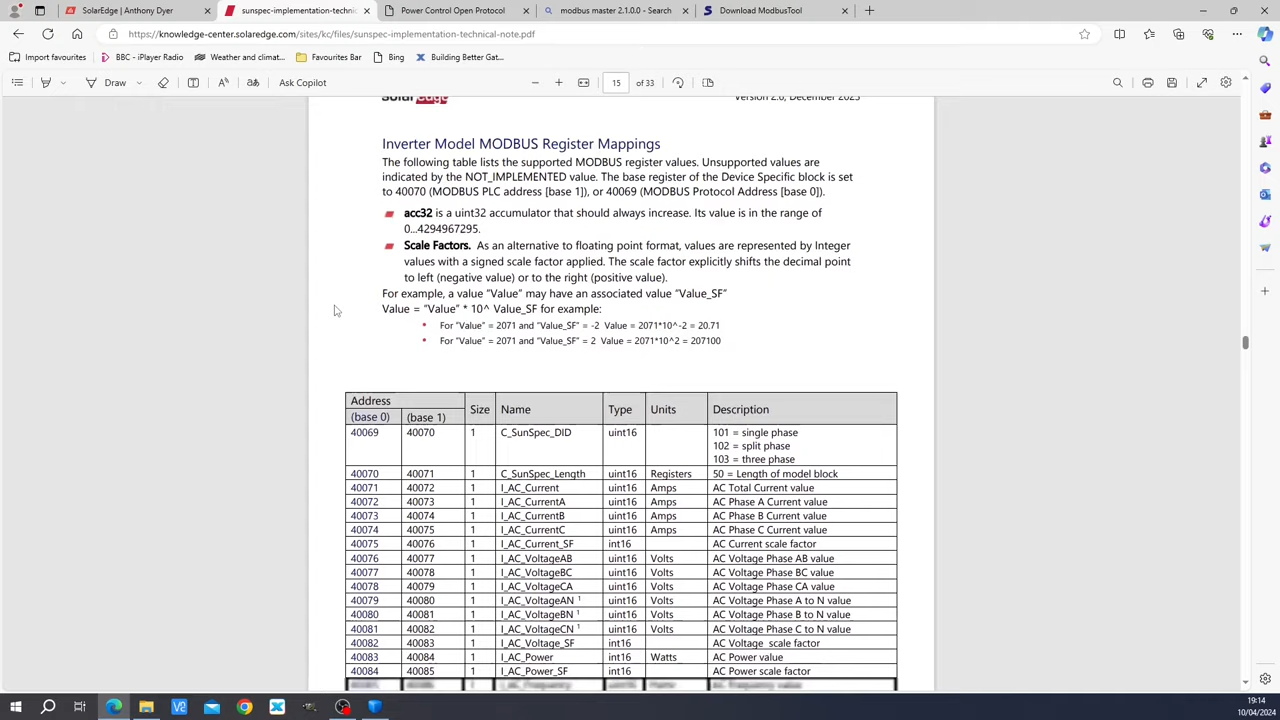 SolarEdge | Anthony Dyer
sunspec-implementation-technic
Power Control Open Protocol
modbus master 2.1.0.0 - Search
Download ModbusTool
https://knowledge-center.solaredge.com/sites/kc/files/sunspec-implementation-technical-note.pdf
Import favourites
BBC - iPlayer Radio
Weather and climat...
Favourites Bar
Bing
Building Better Gat...
Draw
Ask Copilot
15 of 33
solaredge
Version 2.6, December 2023
Inverter Model MODBUS Register Mappings
The following table lists the supported MODBUS register values. Unsupported values are
indicated by the NOT_IMPLEMENTED value. The base register of the Device Specific block is set
to 40070 (MODBUS PLC address [base 1]), or 40069 (MODBUS Protocol Address [base 0]).
acc32 is a uint32 accumulator that should always increase. Its value is in the range of
0...4294967295.
Scale Factors. As an alternative to floating point format, values are represented by Integer
values with a signed scale factor applied. The scale factor explicitly shifts the decimal point
to left (negative value) or to the right (positive value).
For example, a value "Value" may have an associated value "Value_SF"
Value = "Value" * 10^ Value_SF for example:
• For "Value" = 2071 and "Value_SF" = -2 Value = 2071*10^-2 = 20.71
• For "Value" = 2071 and "Value_SF" = 2 Value = 2071*10^2 = 207100
Address
Size Name Type Units Description
(base 0) (base 1)
40069 40070 1 C_SunSpec_DID uint16 101 = single phase
102 = split phase
103 = three phase
40070 40071 1 C_SunSpec_Length uint16 Registers 50 = Length of model block
40071 40072 1 I_AC_Current uint16 Amps AC Total Current value
40072 40073 1 I_AC_CurrentA uint16 Amps AC Phase A Current value
40073 40074 1 I_AC_CurrentB uint16 Amps AC Phase B Current value
40074 40075 1 I_AC_CurrentC uint16 Amps AC Phase C Current value
40075 40076 1 I_AC_Current_SF int16 AC Current scale factor
40076 40077 1 I_AC_VoltageAB uint16 Volts AC Voltage Phase AB value
40077 40078 1 I_AC_VoltageBC uint16 Volts AC Voltage Phase BC value
40078 40079 1 I_AC_VoltageCA uint16 Volts AC Voltage Phase CA value
40079 40080 1 I_AC_VoltageAN 1 uint16 Volts AC Voltage Phase A to N value
40080 40081 1 I_AC_VoltageBN 1 uint16 Volts AC Voltage Phase B to N value
40081 40082 1 I_AC_VoltageCN 1 uint16 Volts AC Voltage Phase C to N value
40082 40083 1 I_AC_Voltage_SF int16 AC Voltage scale factor
40083 40084 1 I_AC_Power int16 Watts AC Power value
40084 40085 1 I_AC_Power_SF int16 AC Power scale factor
19:14
10/04/2024